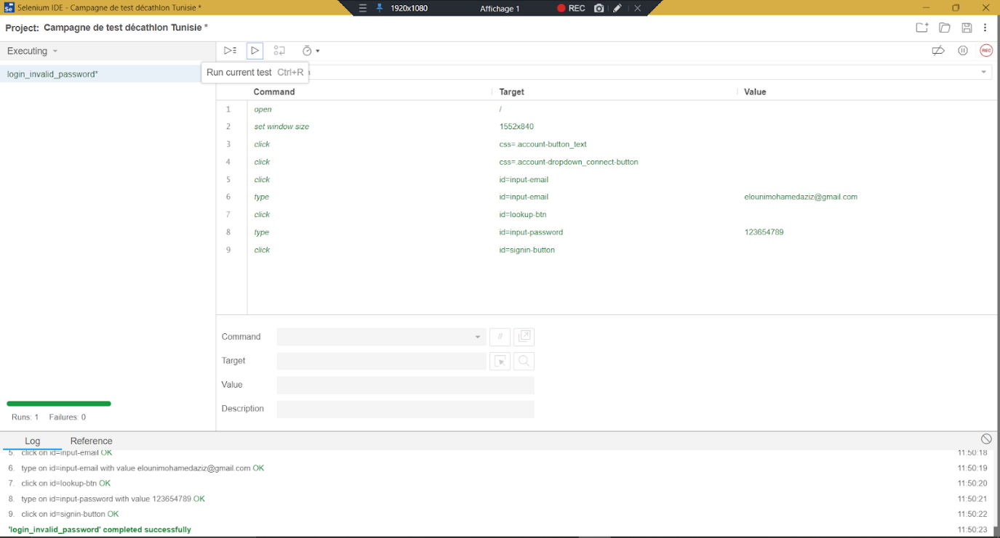 Se Selenium IDE - Campagne de test décathlon Tunisie *
1920x1080 Affichage 1 REC
Project: Campagne de test décathlon Tunisie *
Executing
REC
login_invalid_password*
Run current test Ctrl+R
Command Target Value
1 open /
2 set window size 1552x840
3 click css=.account-button_text
4 click css=.account-dropdown_connect-button
5 click id=input-email
6 type id=input-email elounimohamedaziz@gmail.com
7 click id=lookup-btn
8 type id=input-password 123654789
9 click id=signin-button
Command //
Target
Value
Description
Runs: 1 Failures: 0
Log Reference
5. click on id=input-email OK 11:50:18
6. type on id=input-email with value elounimohamedaziz@gmail.com OK 11:50:19
7. click on id=lookup-btn OK 11:50:20
8. type on id=input-password with value 123654789 OK 11:50:21
9. click on id=signin-button OK 11:50:22
'login_invalid_password' completed successfully 11:50:23